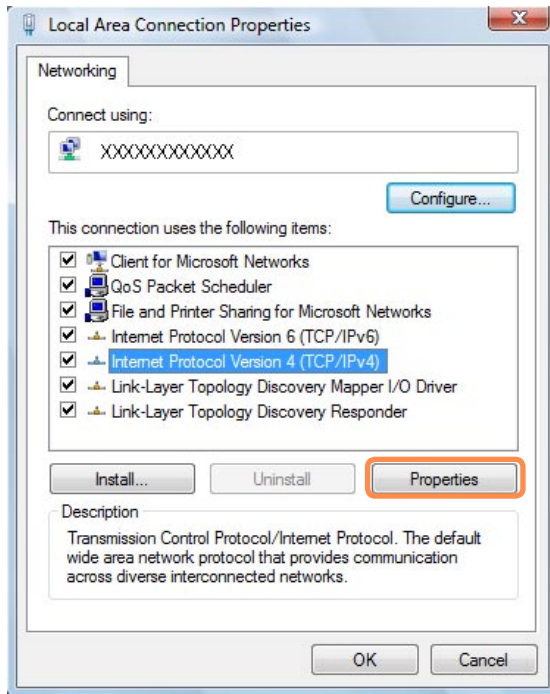 Local Area Connection Properties
Networking
Connect using:
XXXXXXXXXXXXX
Configure...
This connection uses the following items:
Client for Microsoft Networks
QoS Packet Scheduler
File and Printer Sharing for Microsoft Networks
Internet Protocol Version 6 (TCP/IPv6)
Internet Protocol Version 4 (TCP/IPv4)
Link-Layer Topology Discovery Mapper I/O Driver
Link-Layer Topology Discovery Responder
Install... Uninstall Properties
Description
Transmission Control Protocol/Internet Protocol. The default
wide area network protocol that provides communication
across diverse interconnected networks.
OK Cancel